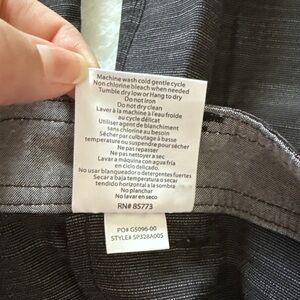 Machine wash cold gentle cycle
Non chlorine bleach when needed
Tumble dry low or Hang to dry
Do not Iron
Do not dry clean
Laver à la machine à l'eau froide
au cycle délicat
Utiliser agent de blanchiment
sans chlorine au besoin
Sécher par culbutage à basse
température ou suspendre pour sécher
Ne pas repasser
Ne pas nettoyer a sec
Lavar a máquina con agua fría
en ciclo delicado.
No usar blanqueador o detergentes fuertes
Secar a baja temperatura o secar
tendido horizontal a la sombra
No planchar
No lavar en seco
RN# 85773
PO# G5096-00
STYLE# SP328A005